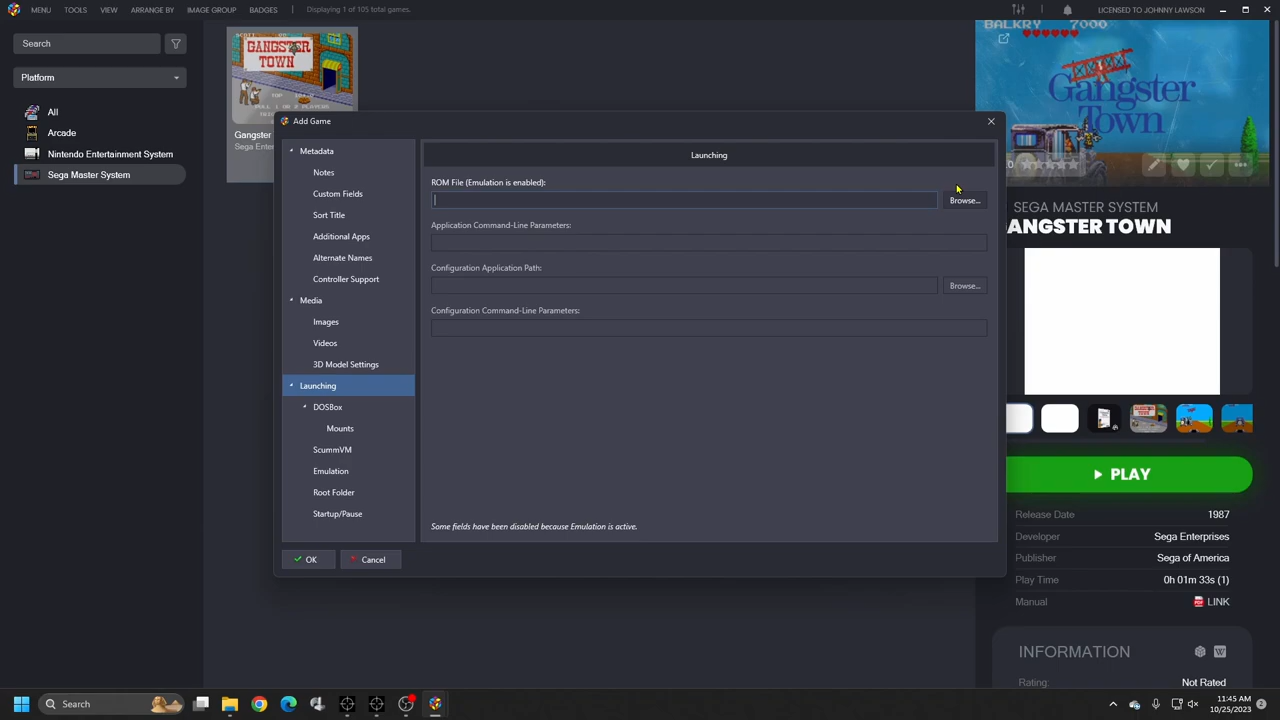 MENU TOOLS VIEW ARRANGE BY IMAGE GROUP BADGES Displaying 1 of 105 total games. LICENSED TO JOHNNY LAWSON
Search
Platform
All
Arcade
Nintendo Entertainment System
Sega Master System
GANGSTER
TOWN
Gangster
Sega Enter
Add Game
Metadata
Notes
Custom Fields
Sort Title
Additional Apps
Alternate Names
Controller Support
Media
Images
Videos
3D Model Settings
Launching
DOSBox
Mounts
ScummVM
Emulation
Root Folder
Startup/Pause
OK
Cancel
Launching
ROM File (Emulation is enabled):
Browse...
Application Command-Line Parameters:
Configuration Application Path:
Browse...
Configuration Command-Line Parameters:
Some fields have been disabled because Emulation is active.
BALKRY 7000
Gangster
Town
SEGA MASTER SYSTEM
ANGSTER TOWN
PLAY
Release Date 1987
Developer Sega Enterprises
Publisher Sega of America
Play Time 0h 01m 33s (1)
Manual LINK
INFORMATION
Rating: Not Rated
Search
11:45 AM
10/25/2023
2